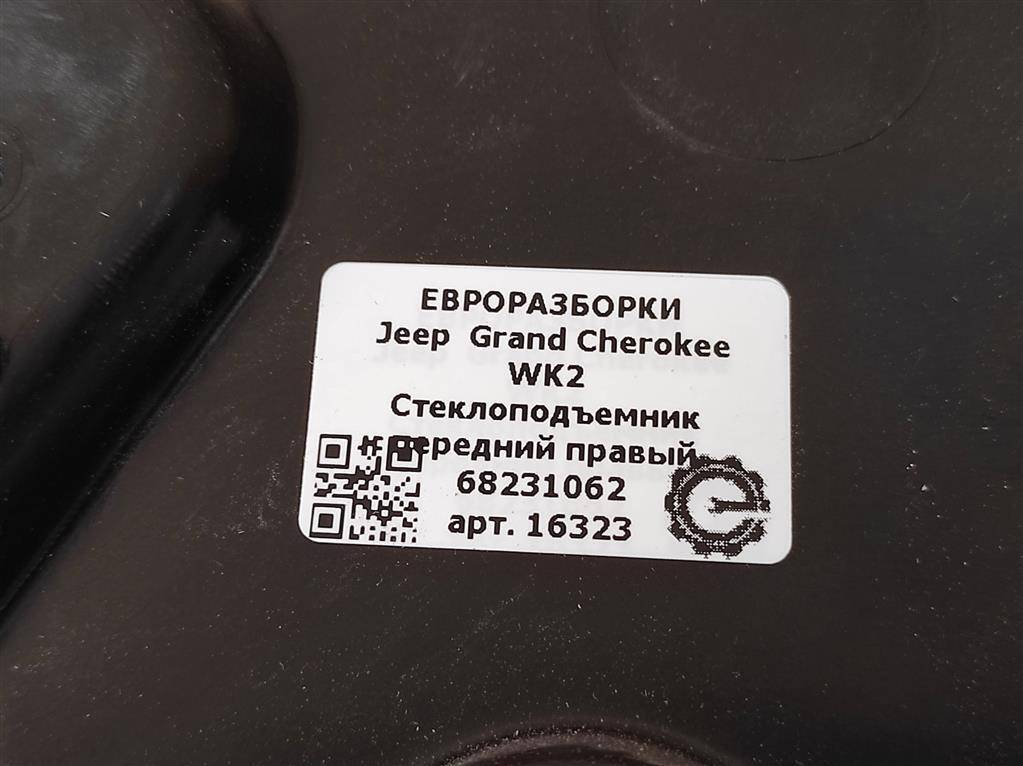 ЕВРОРАЗБОРКИ
Jeep Grand Cherokee
WK2
Стеклоподъемник
передний правый
68231062
арт. 16323